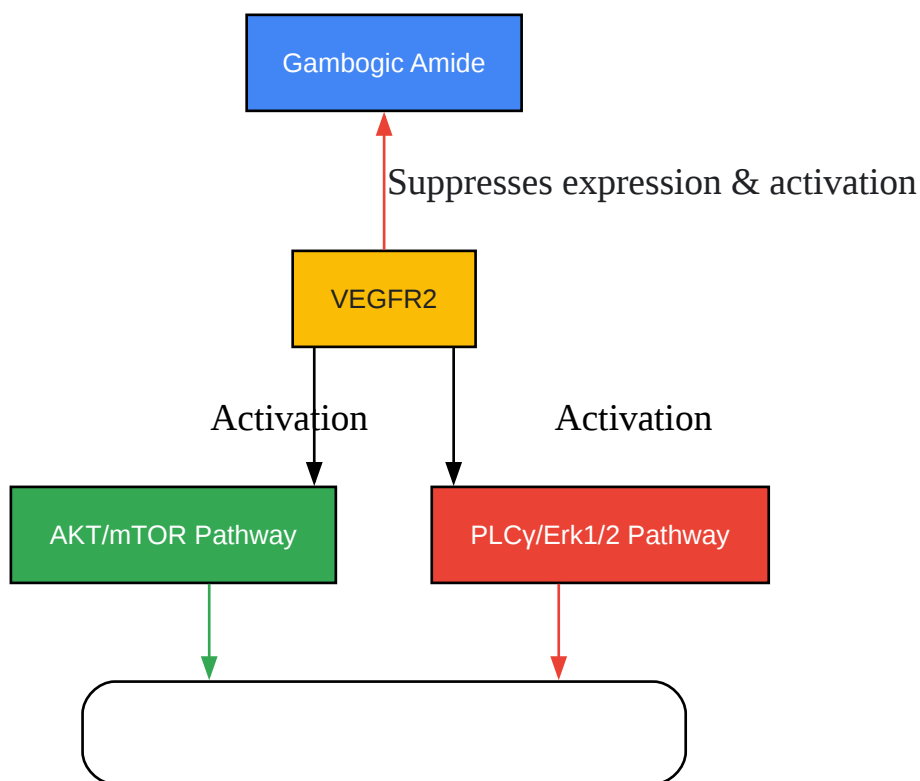 Gambogic Amide
Suppresses expression & activation
VEGFR2
Activation
Activation
AKT/mTOR Pathway
PLCγ/Erk1/2 Pathway